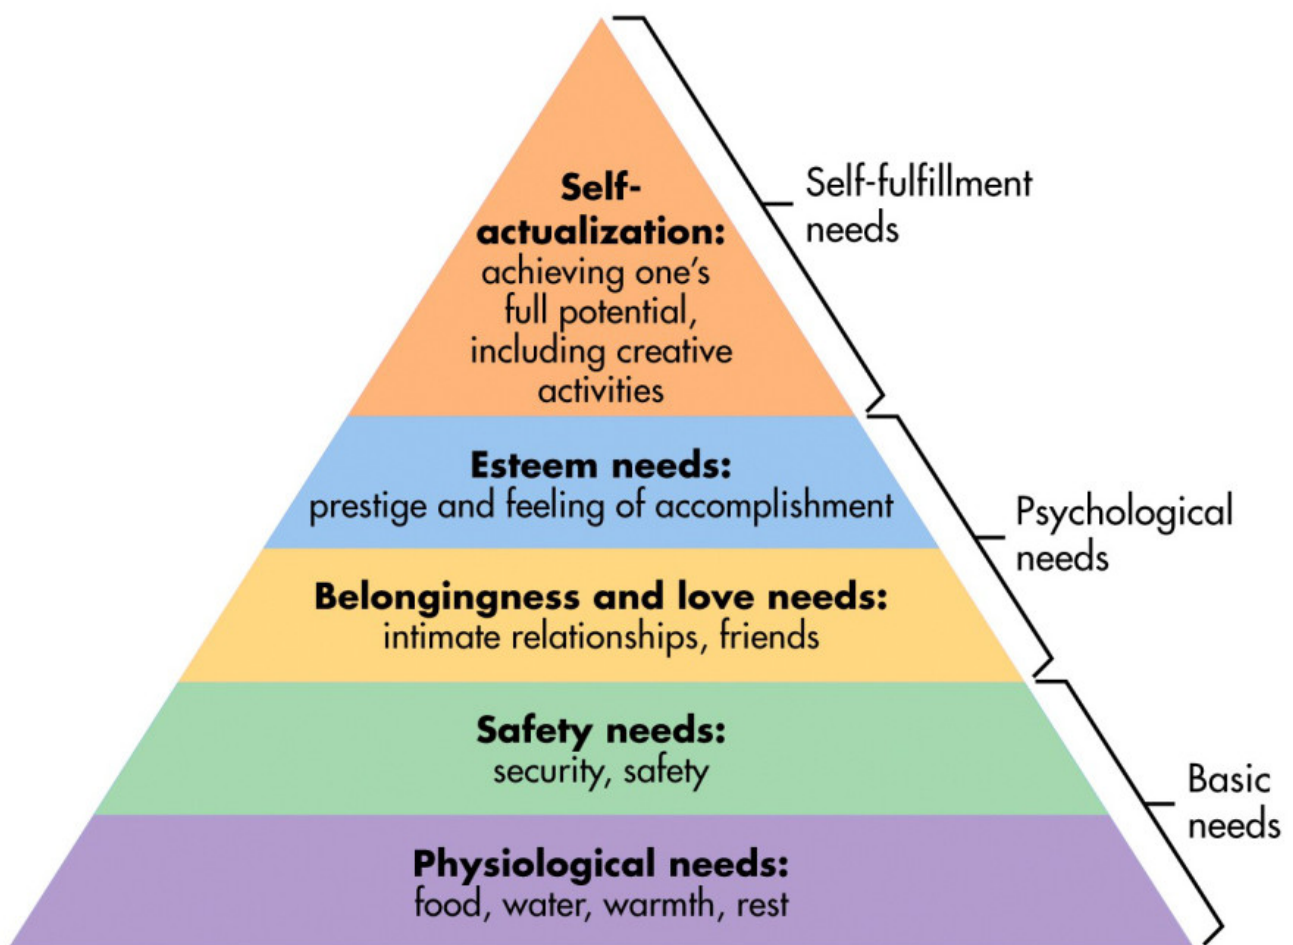 Self-
actualization:
achieving one's
full potential,
including creative
activities
Self-fulfillment
needs
Esteem needs:
prestige and feeling of accomplishment
Psychological
needs
Belongingness and love needs:
intimate relationships, friends
Safety needs:
security, safety
Basic
needs
Physiological needs:
food, water, warmth, rest